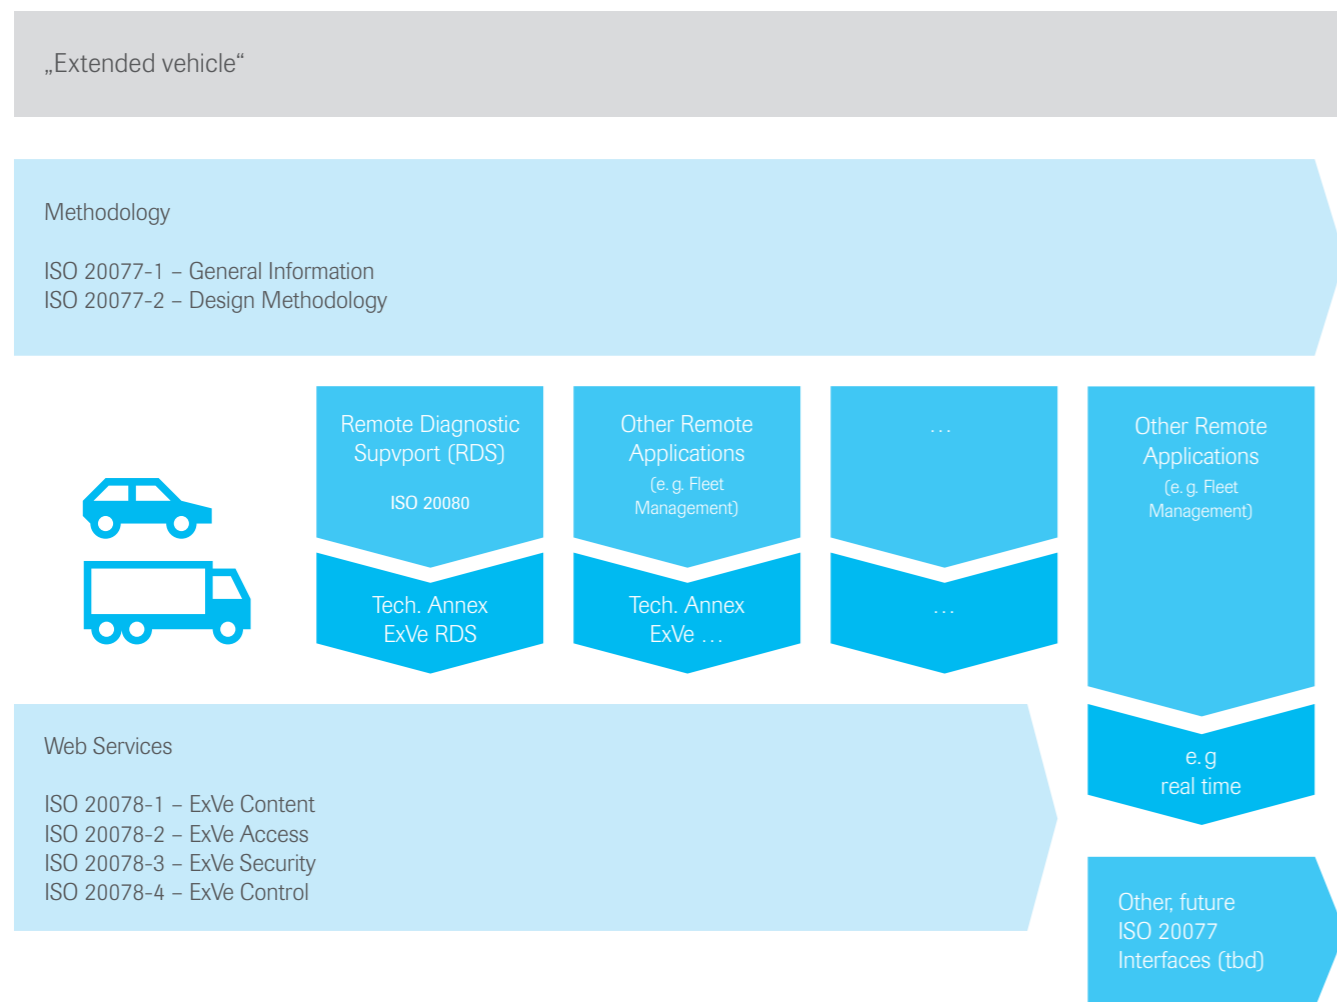 „Extended vehicle“
Methodology
ISO 20077-1 – General Information
ISO 20077-2 – Design Methodology
Remote Diagnostic
Supvport (RDS)
ISO 20080
Tech. Annex
ExVe RDS
Other Remote
Applications
(e. g. Fleet
Management)
Tech. Annex
ExVe …
…
…
Other Remote
Applications
(e. g. Fleet
Management)
e. g
real time
Web Services
ISO 20078-1 – ExVe Content
ISO 20078-2 – ExVe Access
ISO 20078-3 – ExVe Security
ISO 20078-4 – ExVe Control
Other, future
ISO 20077
Interfaces (tbd)